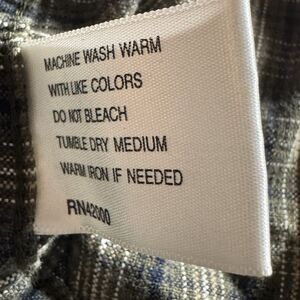 MACHINE WASH WARM
WITH LIKE COLORS
DO NOT BLEACH
TUMBLE DRY MEDIUM
WARM IRON IF NEEDED
RN42000